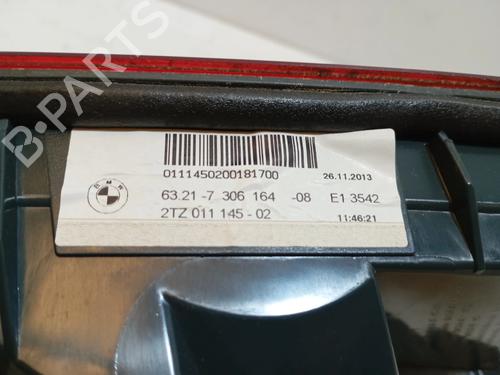 B-PARTS
0111450200181700
26.11.2013
BMW
63.21-7 306 164 -08 E1 3542
2TZ 011 145-02
11:46:21